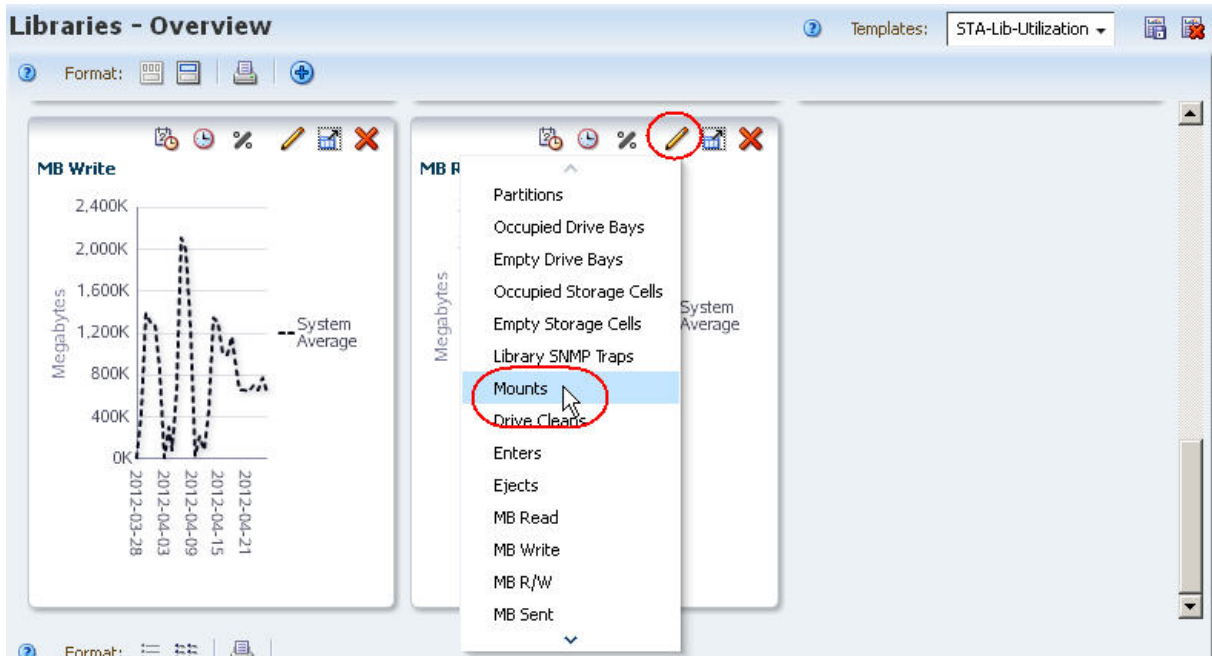 Libraries - Overview
Templates: STA-Lib-Utilization
Format:
MB Write
2,400K
2,000K
1,600K
1,200K
800K
400K
0K
Megabytes
2012-03-28
2012-04-03
2012-04-09
2012-04-15
2012-04-21
System
Average
MB R
Megabytes
System
Average
Partitions
Occupied Drive Bays
Empty Drive Bays
Occupied Storage Cells
Empty Storage Cells
Library SNMP Traps
Mounts
Drive Cleans
Enters
Ejects
MB Read
MB Write
MB R/W
MB Sent
Format: